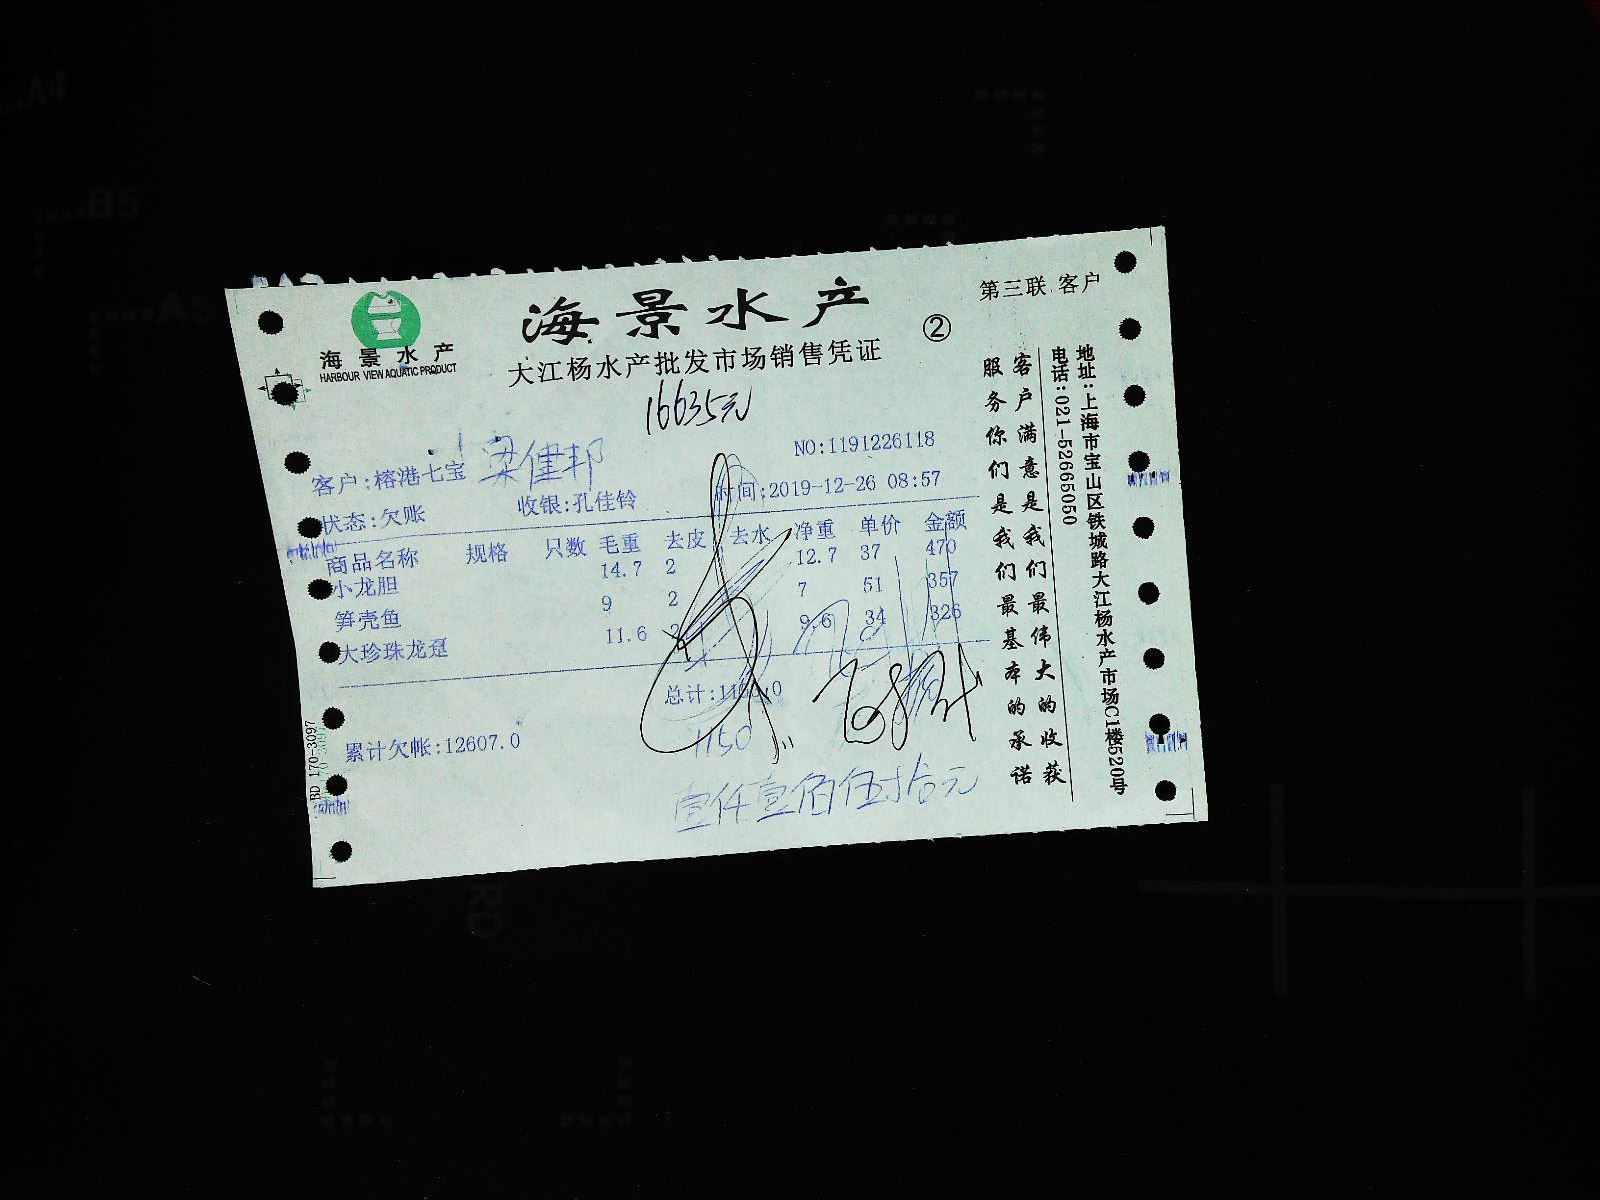 第三联 客户
海景水产
HARBOUR VIEW AQUATIC PRODUCT
海景水产
②
大江杨水产批发市场销售凭证
16635元
NO:1191226118
客户:榕港七宝 梁健邦
时间:2019-12-26 08:57
状态:欠账 收银:孔佳铃
商品名称 规格 只数 毛重 去皮 去水 净重 单价 金额
小龙胆 14.7 2 12.7 37 470
笋壳鱼 9 2 7 51 357
大珍珠龙趸 11.6 2 9.6 34 326
总计:
累计欠帐:12607.0
1150
壹仟壹佰伍拾元
客户满意是我们最伟大的收获
服务你们是我们最基本的承诺
地址:上海市宝山区铁城路大江杨水产市场C1楼520号
电话:021-52665050
BD 170-3097